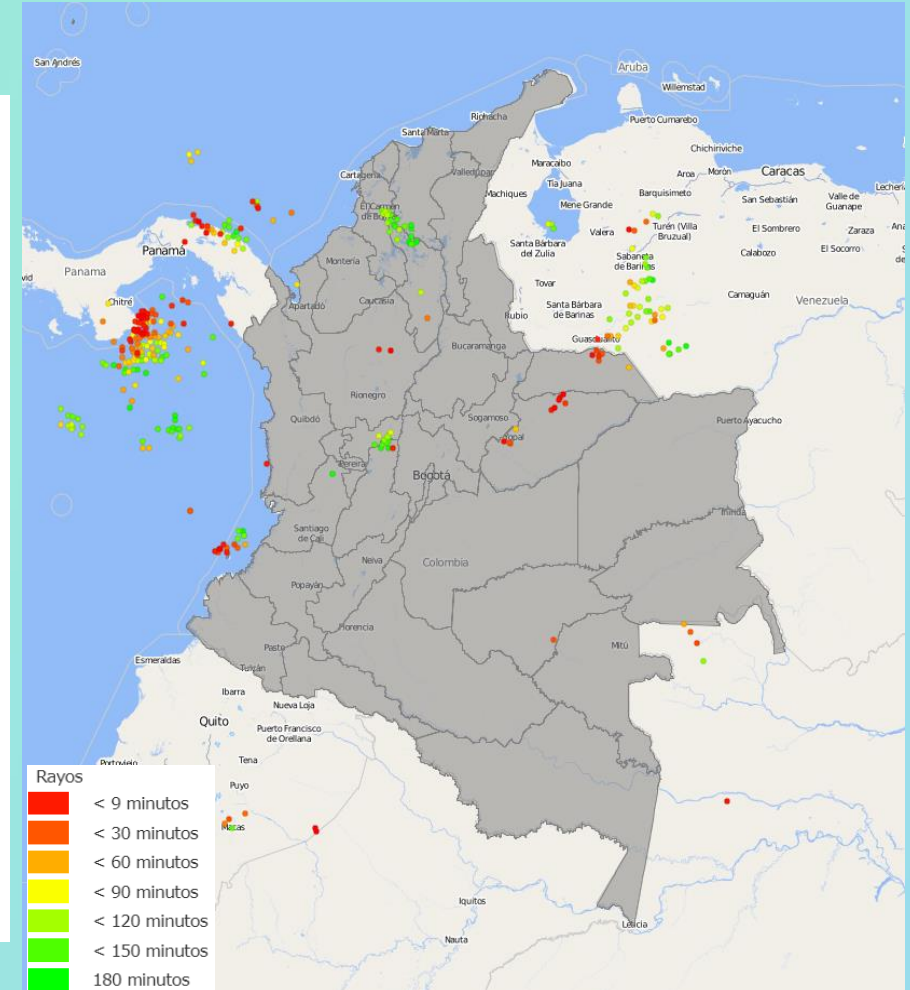 San Andrés
Aruba
Willemstad
Riohacha
Puerto Cumarebo
Santa Marta
Chichiriviche
Maracaibo
Cartagena
Valledupar
Aroa
Morón
Caracas
Tía Juana
Machiques
Barquisimeto
San Sebastián
Valle de
Guanape
El Carmen
de Bo
Mene Grande
Valera
Turén (Villa
Bruzual)
El Sombrero
Zaraza
Panamá
Santa Bárbara
del Zulia
Sabaneta
de Barinas
Calabozo
El Socorro
Montería
Panama
Tovar
Camaguán
Chitré
Apartadó
Caucasia
Santa Bárbara
de Barinas
Venezuela
Rubio
Bucaramanga
Guasdualito
Rionegro
Quibdó
Sogamoso
Puerto Ayacucho
Yopal
Pereira
Bogotá
Inírida
Santiago
de Cali
Neiva
Colombia
Popayán
Florencia
Mitú
Pasto
Esmeraldas
Tulcán
Ibarra
Nueva Loja
Quito
Puerto Francisco
de Orellana
Tena
Portoviejo
Puyo
Macas
Iquitos
Leticia
Nauta
Rayos
< 9 minutos
< 30 minutos
< 60 minutos
< 90 minutos
< 120 minutos
< 150 minutos
180 minutos